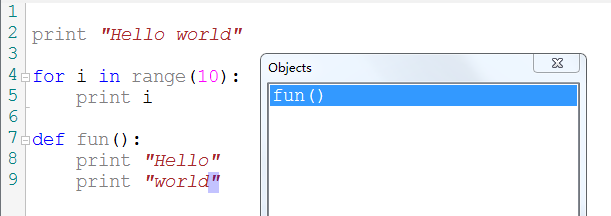 1
2 print "Hello world"
3
4 for i in range(10):
5 print i
6
7 def fun():
8 print "Hello"
9 print "world"
Objects
fun()